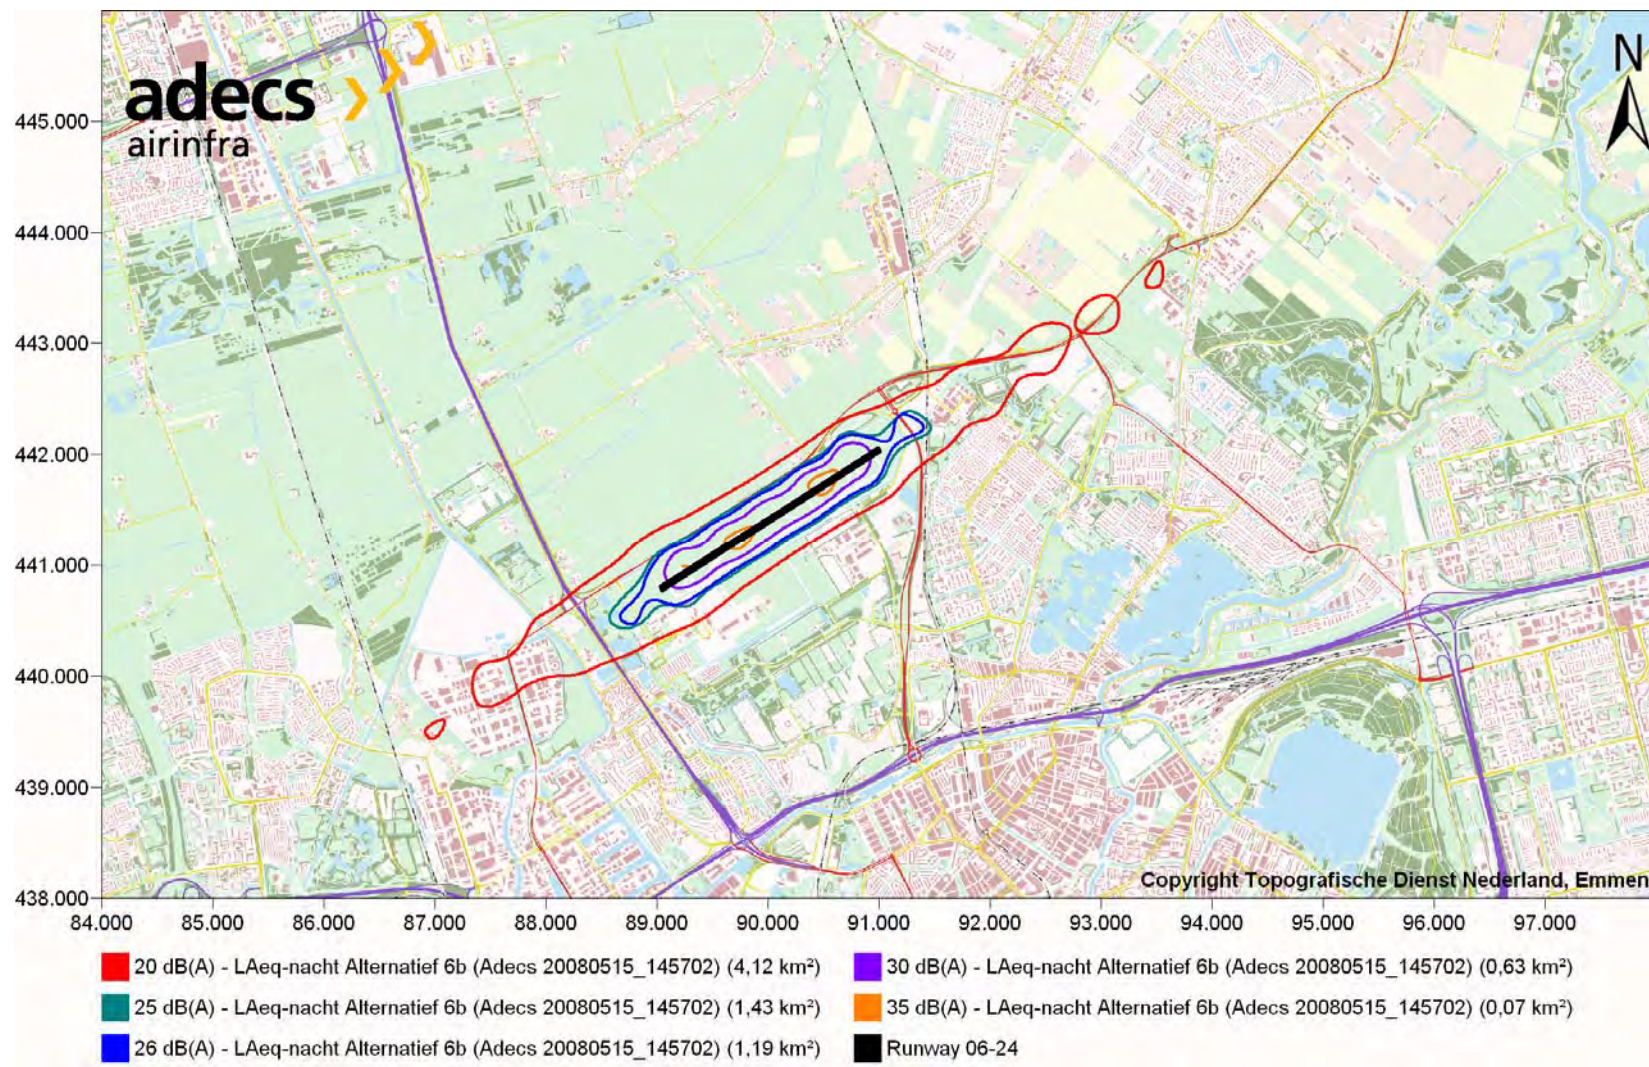 adecs
airinfra
N
445.000
444.000
443.000
442.000
441.000
440.000
439.000
438.000
Copyright Topografische Dienst Nederland, Emmen
84.000 85.000 86.000 87.000 88.000 89.000 90.000 91.000 92.000 93.000 94.000 95.000 96.000 97.000
20 dB(A) - LAeq-nacht Alternatief 6b (Adecs 20080515_145702) (4,12 km²)
25 dB(A) - LAeq-nacht Alternatief 6b (Adecs 20080515_145702) (1,43 km²)
26 dB(A) - LAeq-nacht Alternatief 6b (Adecs 20080515_145702) (1,19 km²)
30 dB(A) - LAeq-nacht Alternatief 6b (Adecs 20080515_145702) (0,63 km²)
35 dB(A) - LAeq-nacht Alternatief 6b (Adecs 20080515_145702) (0,07 km²)
Runway 06-24